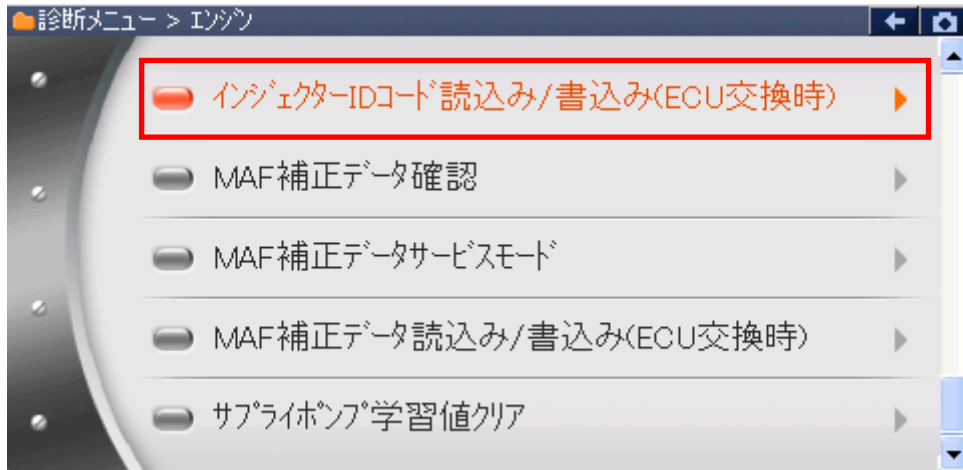 診断メニュー > エンジン
インジェクターIDコード読込み/書込み(ECU交換時)
MAF補正データ確認
MAF補正データサービスモード
MAF補正データ読込み/書込み(ECU交換時)
サプライポンプ学習値クリア